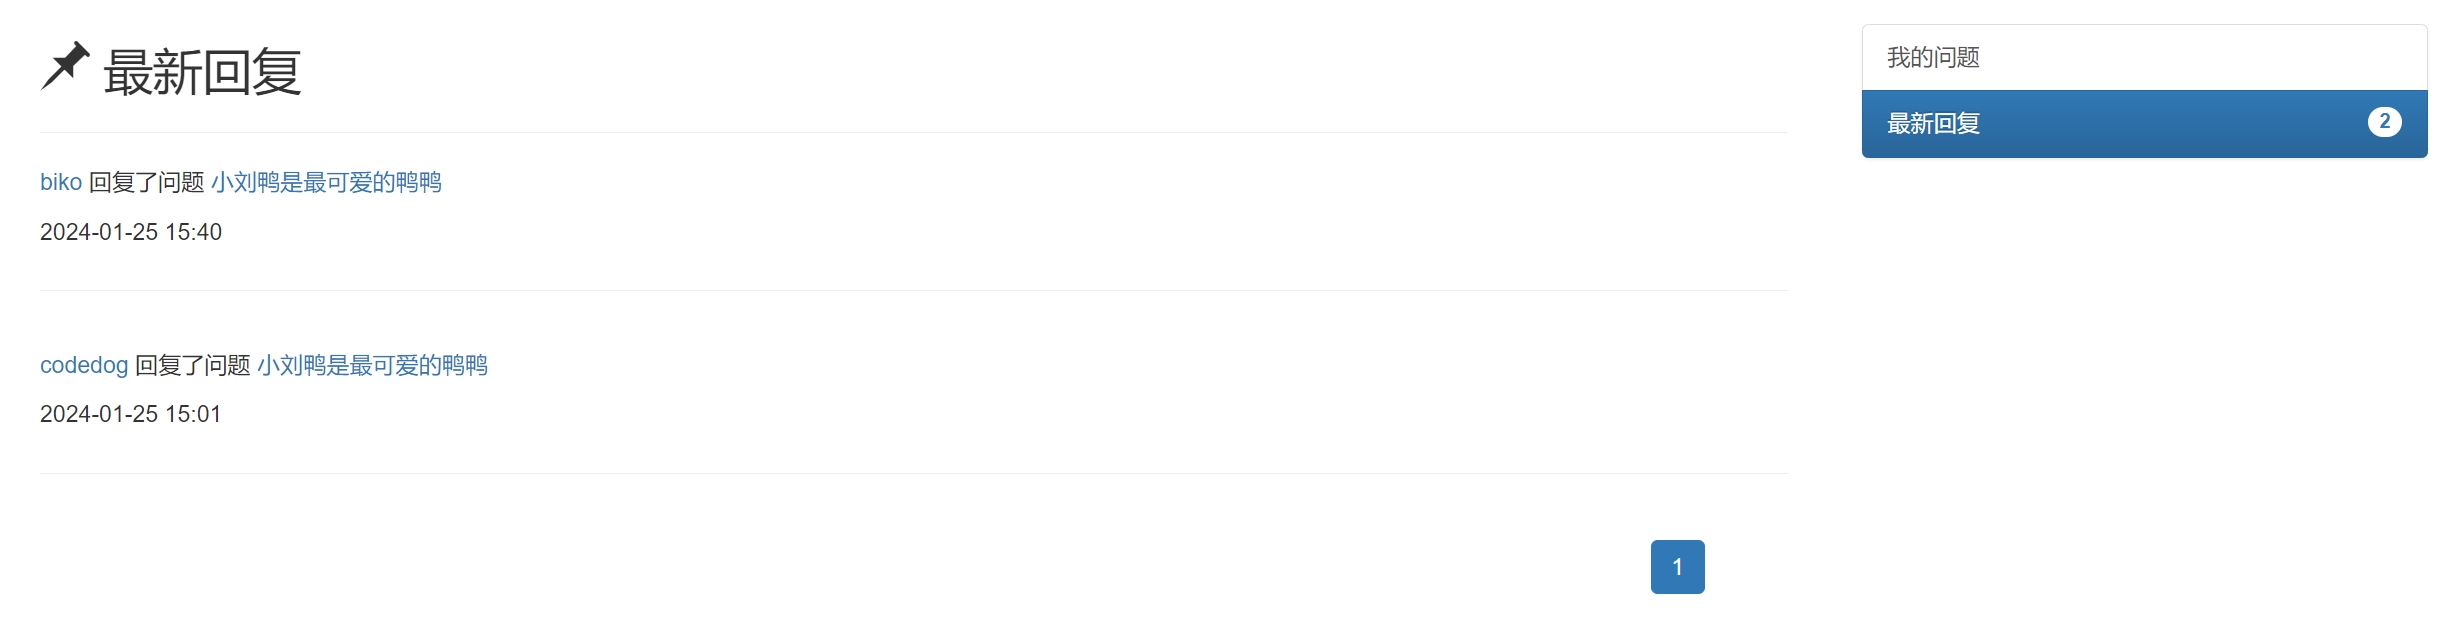 最新回复
biko 回复了问题 小刘鸭是最可爱的鸭鸭
2024-01-25 15:40
codedog 回复了问题 小刘鸭是最可爱的鸭鸭
2024-01-25 15:01
1
我的问题
最新回复 2